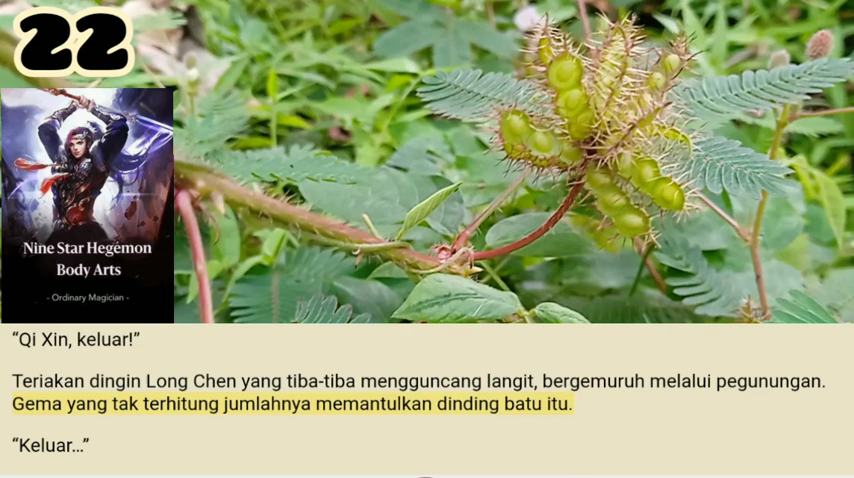 22
Nine Star Hegemon
Body Arts
- Ordinary Magician -
“Qi Xin, keluar!”
Teriakan dingin Long Chen yang tiba-tiba mengguncang langit, bergemuruh melalui pegunungan.
Gema yang tak terhitung jumlahnya memantulkan dinding batu itu.
“Keluar…”